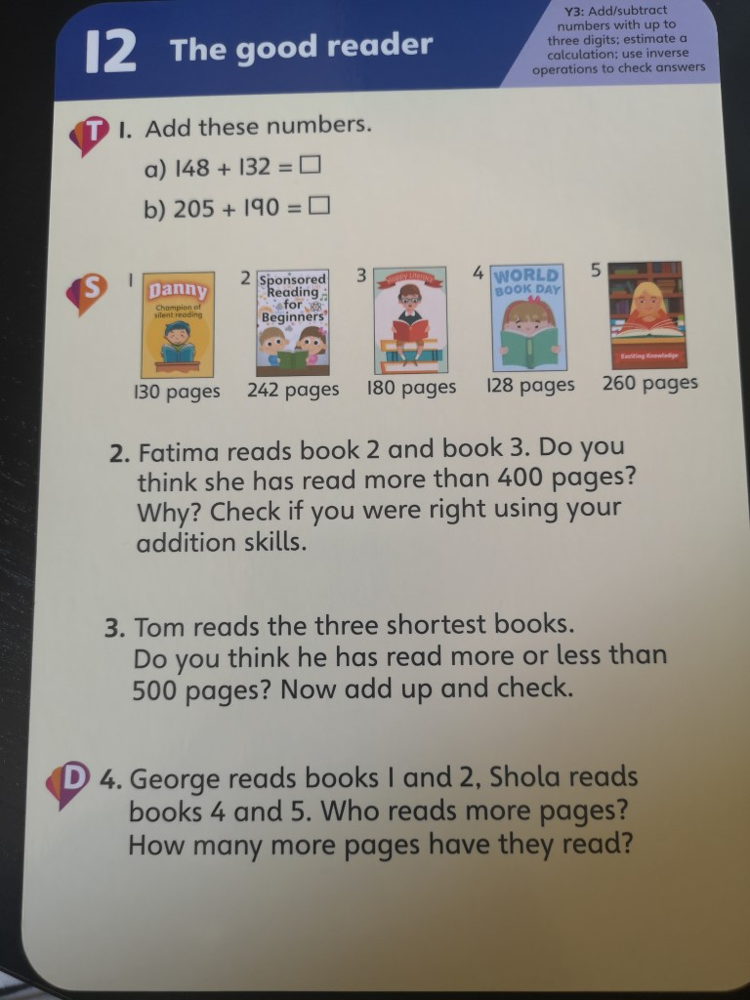 12 The good reader
Y3: Add/subtract
numbers with up to
three digits; estimate a
calculation; use inverse
operations to check answers
T 1. Add these numbers.
a) 148 + 132 = □
b) 205 + 190 = □
S
1
Danny
Champion of
silent reading
130 pages
2
Sponsored
Reading
for
Beginners
242 pages
3
180 pages
4
WORLD
BOOK DAY
128 pages
5
Exciting Knowledge
260 pages
2. Fatima reads book 2 and book 3. Do you
think she has read more than 400 pages?
Why? Check if you were right using your
addition skills.
3. Tom reads the three shortest books.
Do you think he has read more or less than
500 pages? Now add up and check.
D 4. George reads books 1 and 2, Shola reads
books 4 and 5. Who reads more pages?
How many more pages have they read?